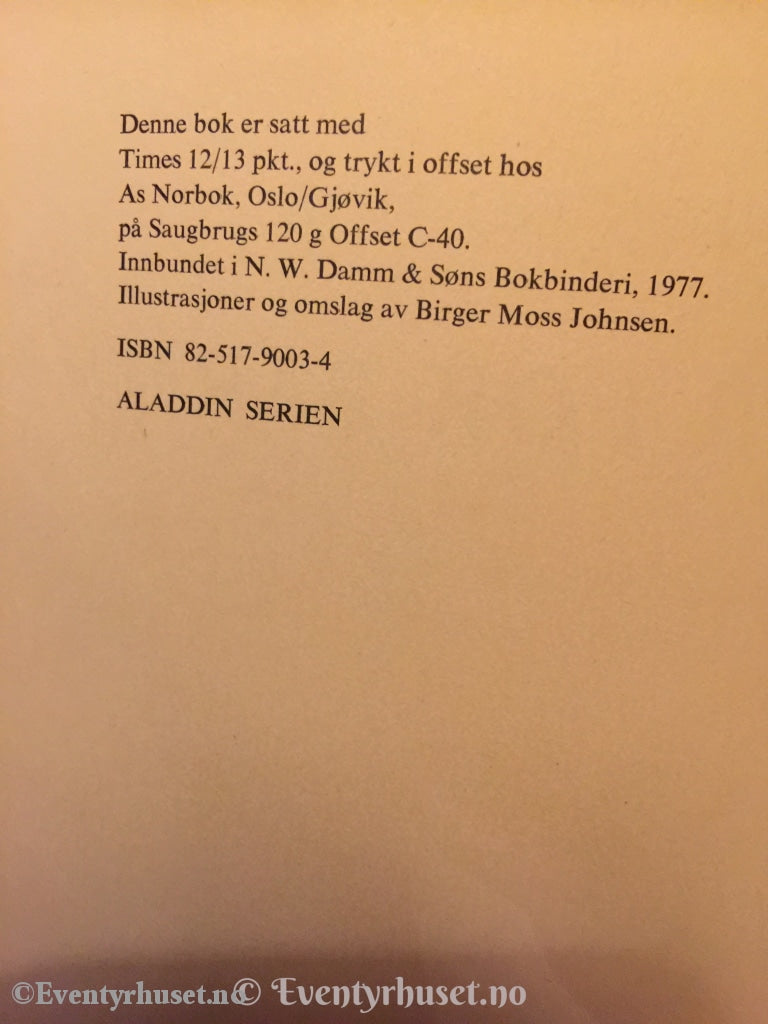 Denne bok er satt med
Times 12/13 pkt., og trykt i offset hos
As Norbok, Oslo/Gjøvik,
på Saugbrugs 120 g Offset C-40.
Innbundet i N. W. Damm & Søns Bokbinderi, 1977.
Illustrasjoner og omslag av Birger Moss Johnsen.
ISBN 82-517-9003-4
ALADDIN SERIEN
©Eventyrhuset.no © Eventyrhuset.no